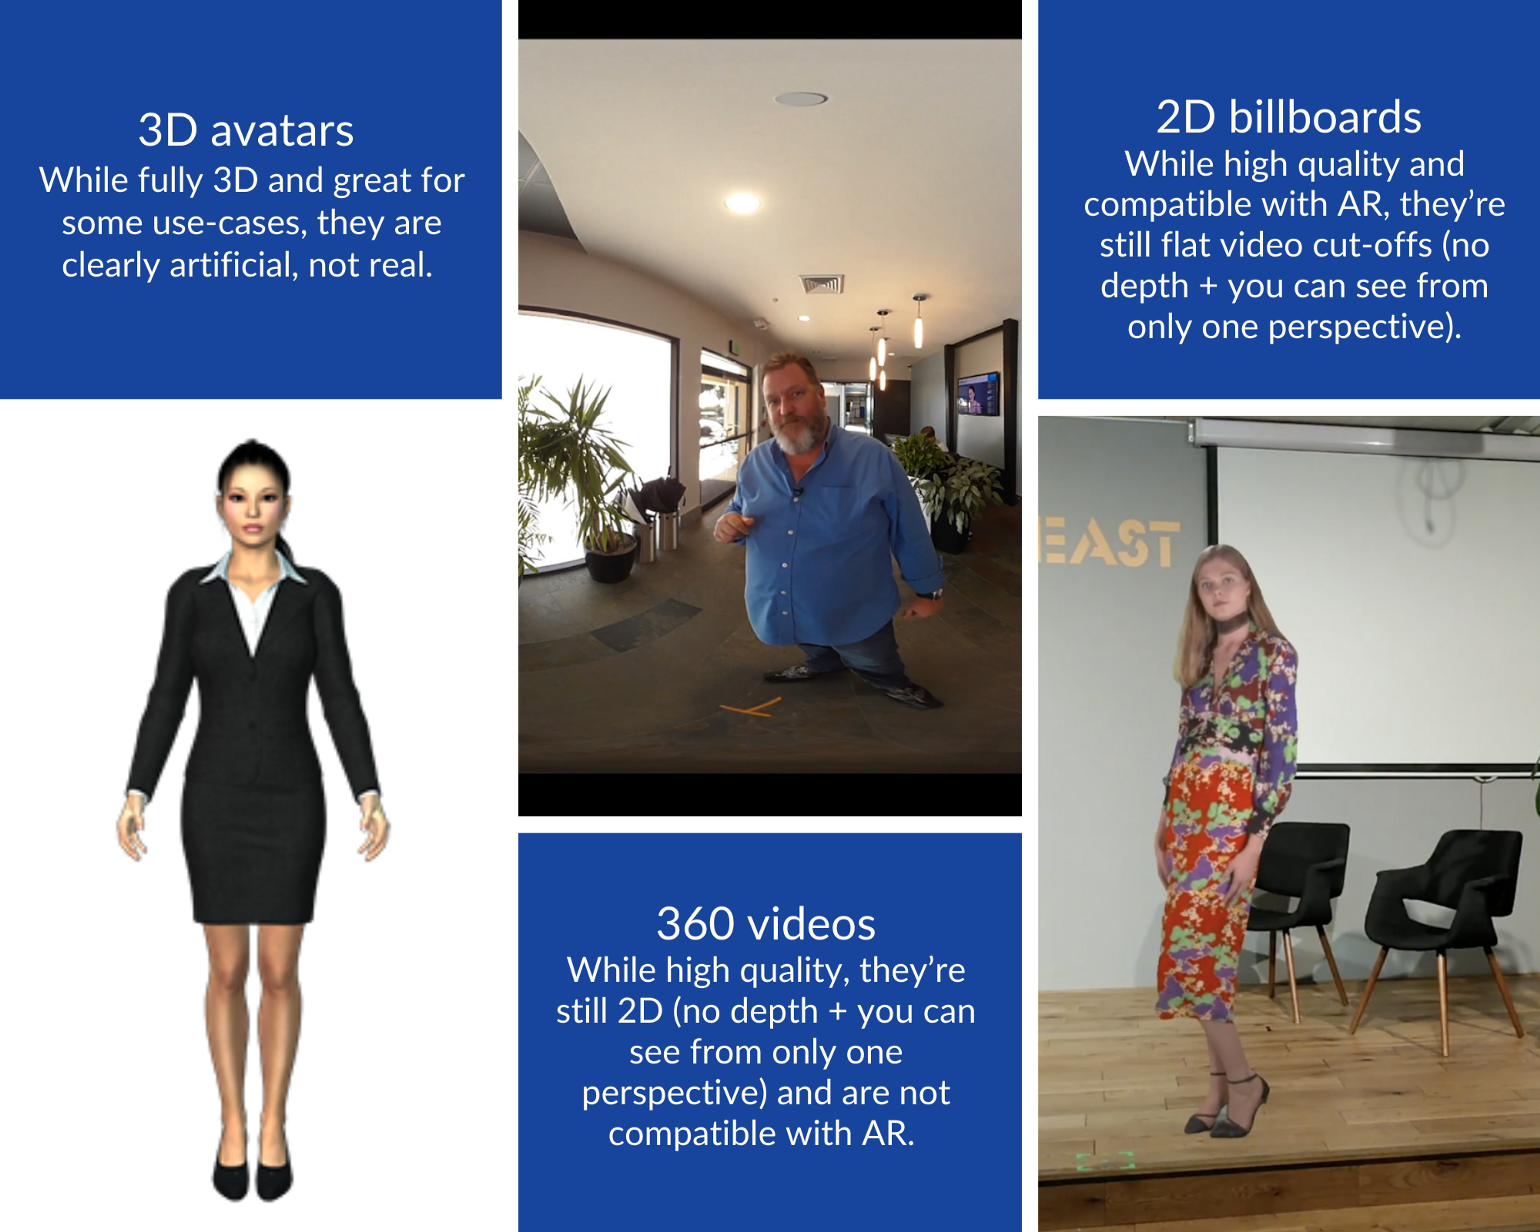 3D avatars
While fully 3D and great for
some use-cases, they are
clearly artificial, not real.
360 videos
While high quality, they’re
still 2D (no depth + you can
see from only one
perspective) and are not
compatible with AR.
2D billboards
While high quality and
compatible with AR, they’re
still flat video cut-offs (no
depth + you can see from
only one perspective).
EAST